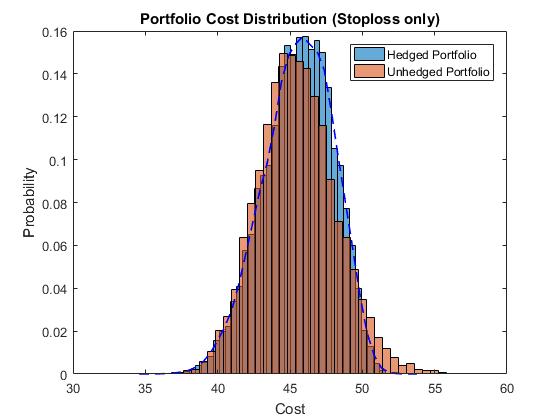 Portfolio Cost Distribution (Stoploss only)
Hedged Portfolio
Unhedged Portfolio
Probability
0.16
0.14
0.12
0.1
0.08
0.06
0.04
0.02
0
30 35 40 45 50 55 60
Cost